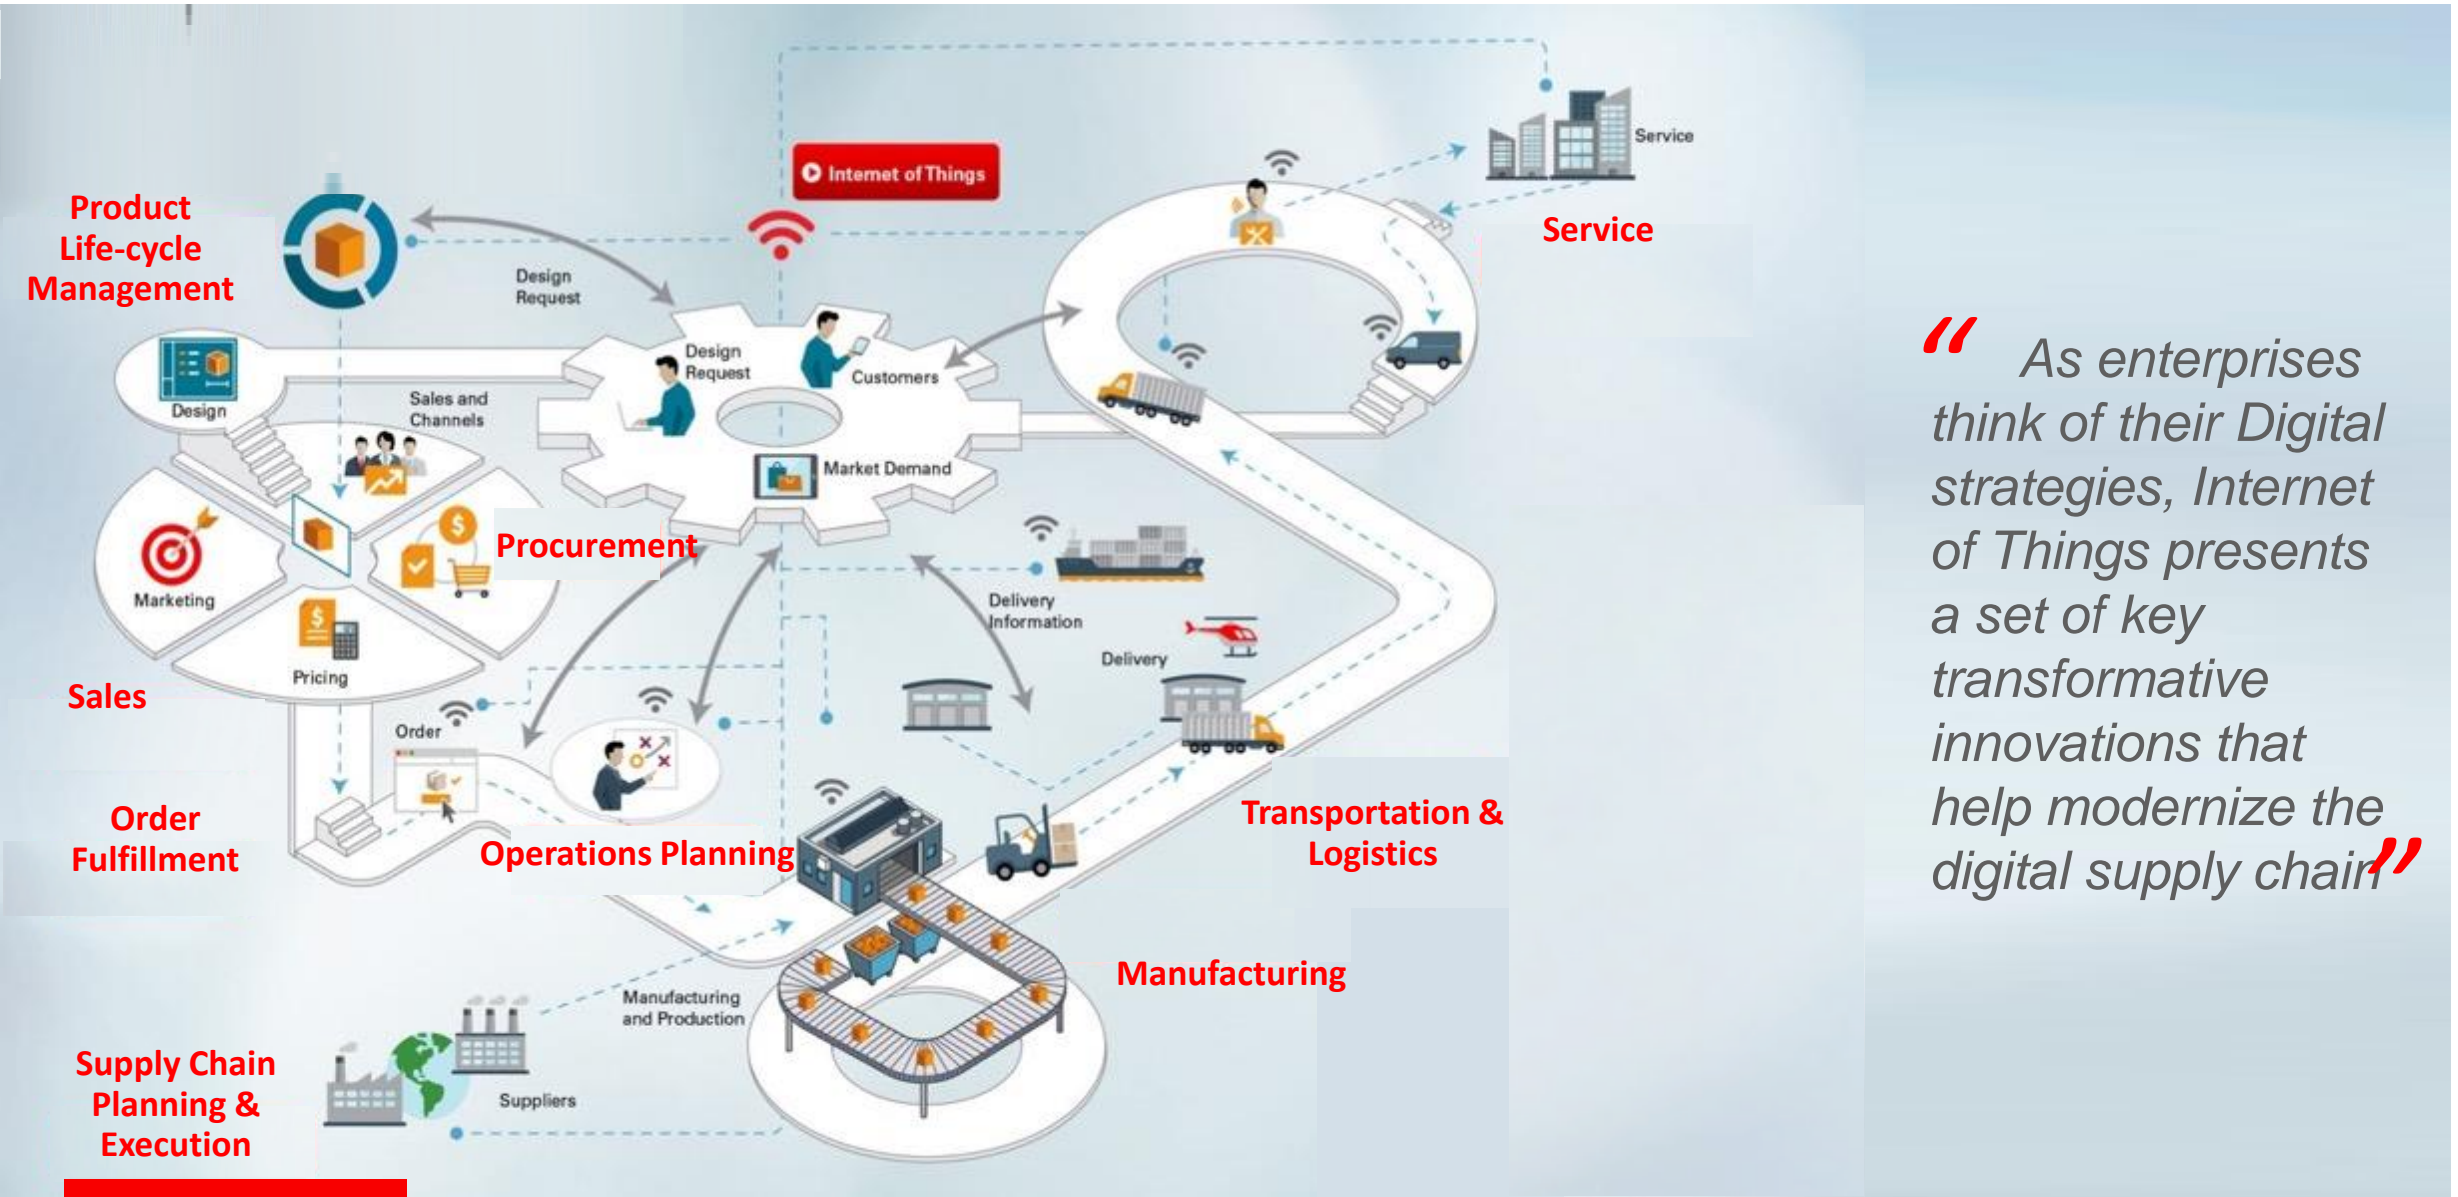 Internet of Things
Service
Service
Product
Life-cycle
Management
Design
Request
Design
Request
Customers
Design
Sales and
Channels
Market Demand
Procurement
Marketing
Pricing
Delivery
Information
Delivery
Sales
Order
Order
Fulfillment
Operations Planning
Transportation &
Logistics
Manufacturing
Manufacturing
and Production
Suppliers
Supply Chain
Planning &
Execution
“ As enterprises
think of their Digital
strategies, Internet
of Things presents
a set of key
transformative
innovations that
help modernize the
digital supply chain”